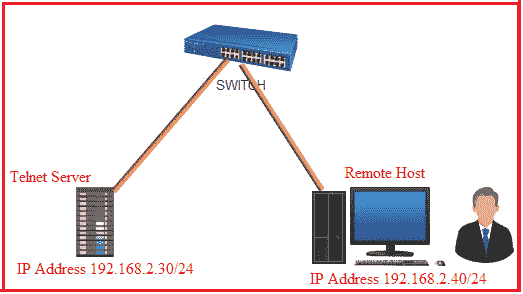 SWITCH
Telnet Server
Remote Host
IP Address 192.168.2.30/24
IP Address 192.168.2.40/24